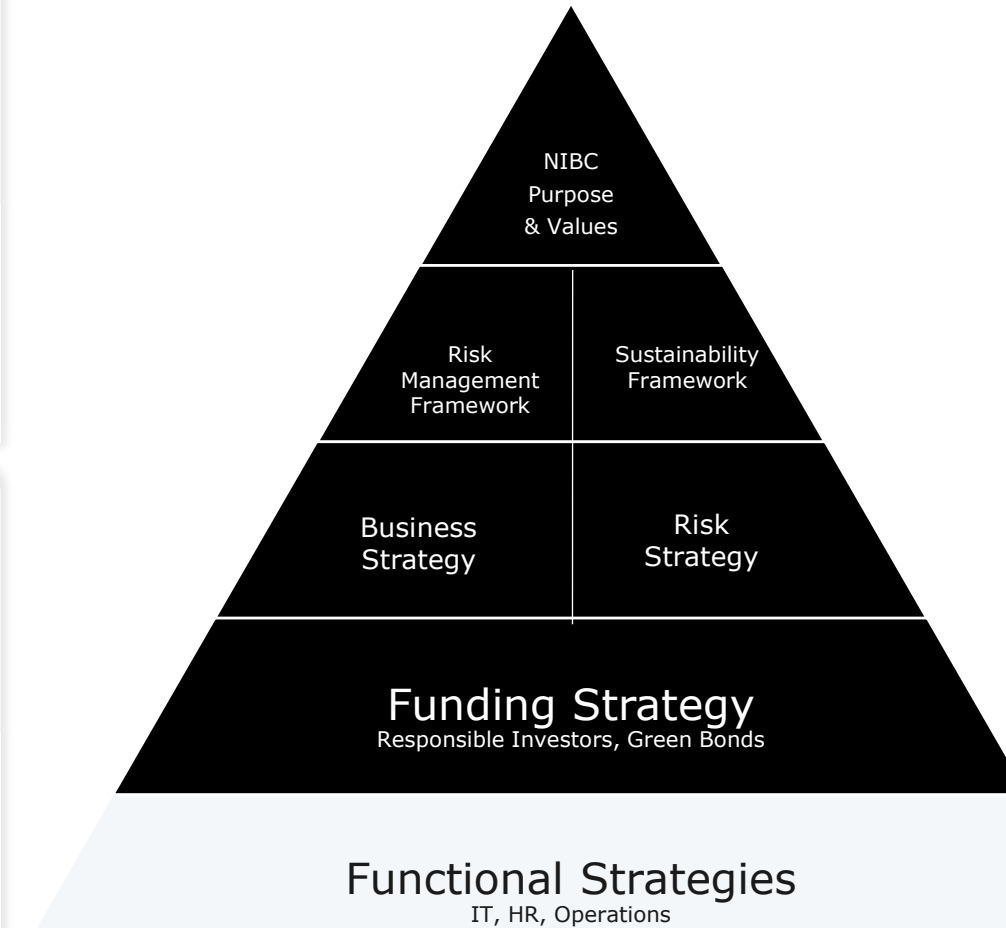 NIBC
Purpose
& Values
Risk
Management
Framework
Sustainability
Framework
Business
Strategy
Risk
Strategy
Funding Strategy
Responsible Investors, Green Bonds
Functional Strategies
IT, HR, Operations